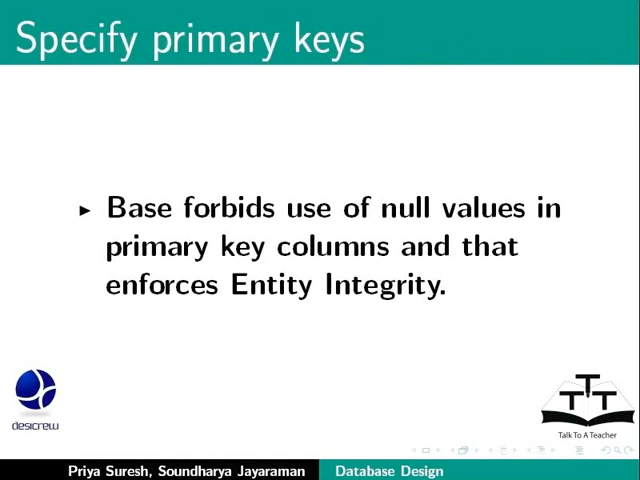 Specify primary keys
Base forbids use of null values in
primary key columns and that
enforces Entity Integrity.
desicrew
TTT
Talk To A Teacher
Priya Suresh, Soundharya Jayaraman
Database Design